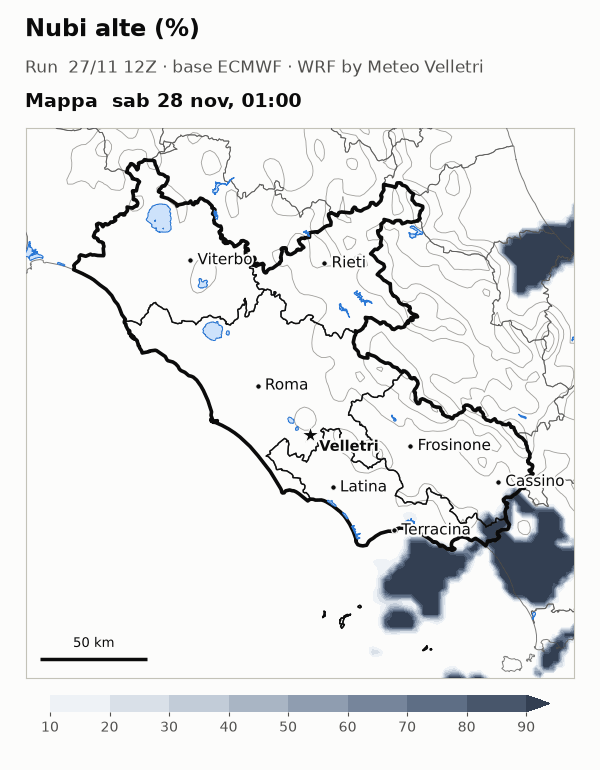 Nubi alte (%)
Run  27/11 12Z · base ECMWF · WRF by Meteo Velletri
Mappa  sab 28 nov, 01:00
Viterbo
Rieti
Roma
Velletri
Frosinone
Cassino
Latina
Terracina
50 km
10 20 30 40 50 60 70 80 90